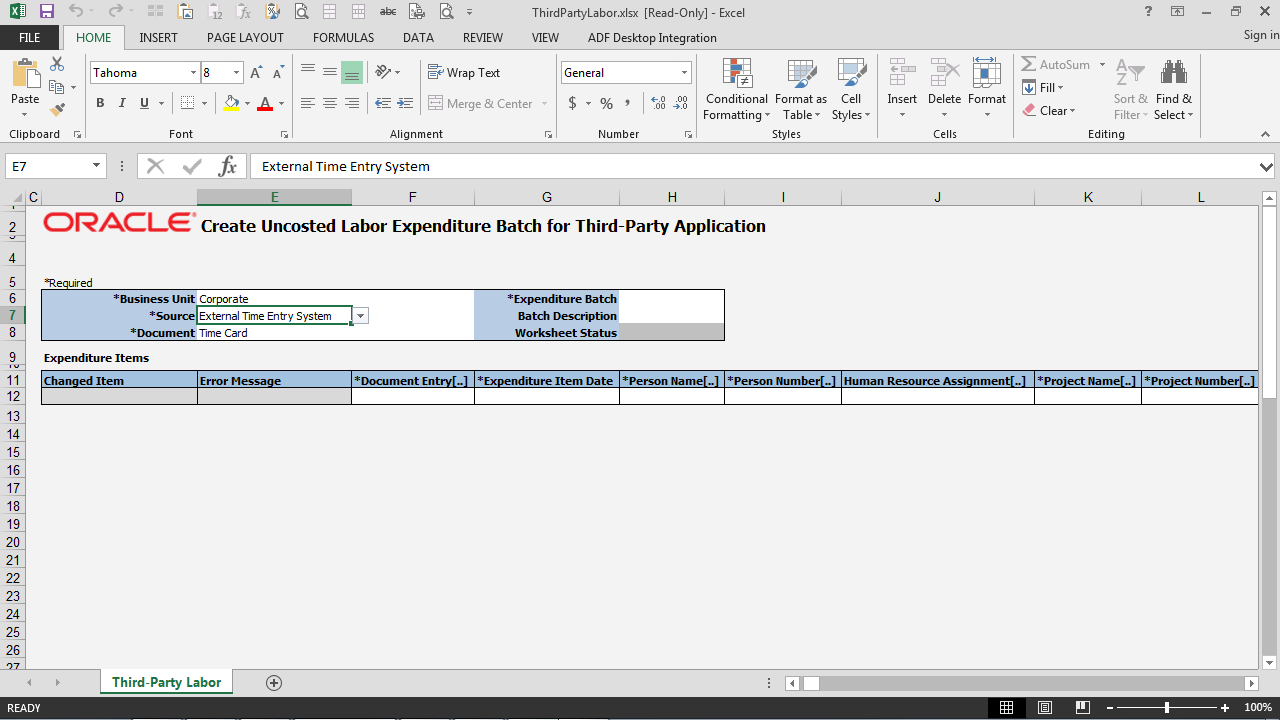 ThirdPartyLabor.xlsx [Read-Only] - Excel
FILE HOME INSERT PAGE LAYOUT FORMULAS DATA REVIEW VIEW ADF Desktop Integration Sign in
Tahoma 8 Wrap Text General AutoSum
Paste Conditional Formatting Format as Table Cell Styles Insert Delete Format Fill Sort & Filter Find & Select
B I U Merge & Center $ % , Clear
Clipboard Font Alignment Number Styles Cells Editing
E7 fx External Time Entry System
C D E F G H I J K L
2 ORACLE Create Uncosted Labor Expenditure Batch for Third-Party Application
4
5 *Required
6 *Business Unit Corporate *Expenditure Batch
7 *Source External Time Entry System Batch Description
8 *Document Time Card Worksheet Status
9 Expenditure Items
11 Changed Item Error Message *Document Entry[..] *Expenditure Item Date *Person Name[..] *Person Number[..] Human Resource Assignment[..] *Project Name[..] *Project Number[..]
12
13
14
15
16
17
18
19
20
21
22
23
24
25
26
27
Third-Party Labor
READY 100%